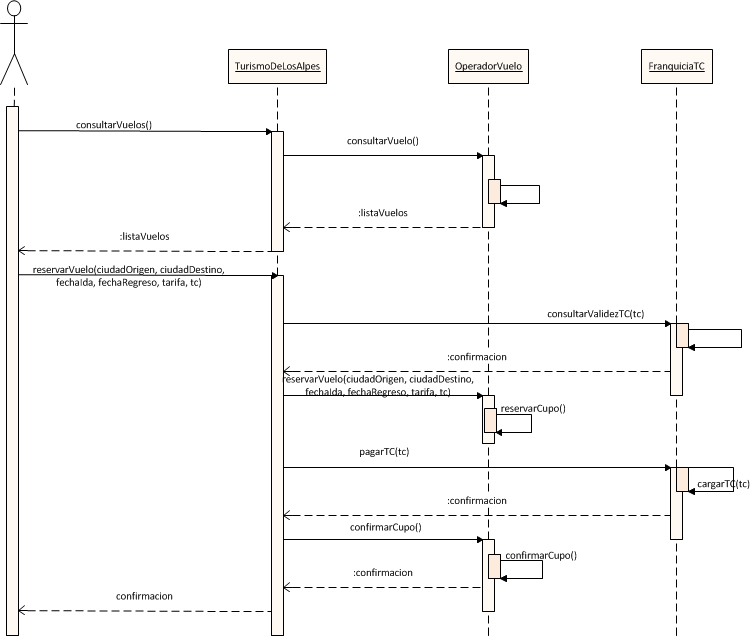 TurismoDeLosAlpes
OperadorVuelo
FranquiciaTC
consultarVuelos()
consultarVuelo()
:listaVuelos
:listaVuelos
reservarVuelo(ciudadOrigen, ciudadDestino,
fechaIda, fechaRegreso, tarifa, tc)
consultarValidezTC(tc)
:confirmacion
reservarVuelo(ciudadOrigen, ciudadDestino,
fechaIda, fechaRegreso, tarifa, tc)
reservarCupo()
pagarTC(tc)
cargarTC(tc)
:confirmacion
confirmarCupo()
confirmarCupo()
:confirmacion
confirmacion